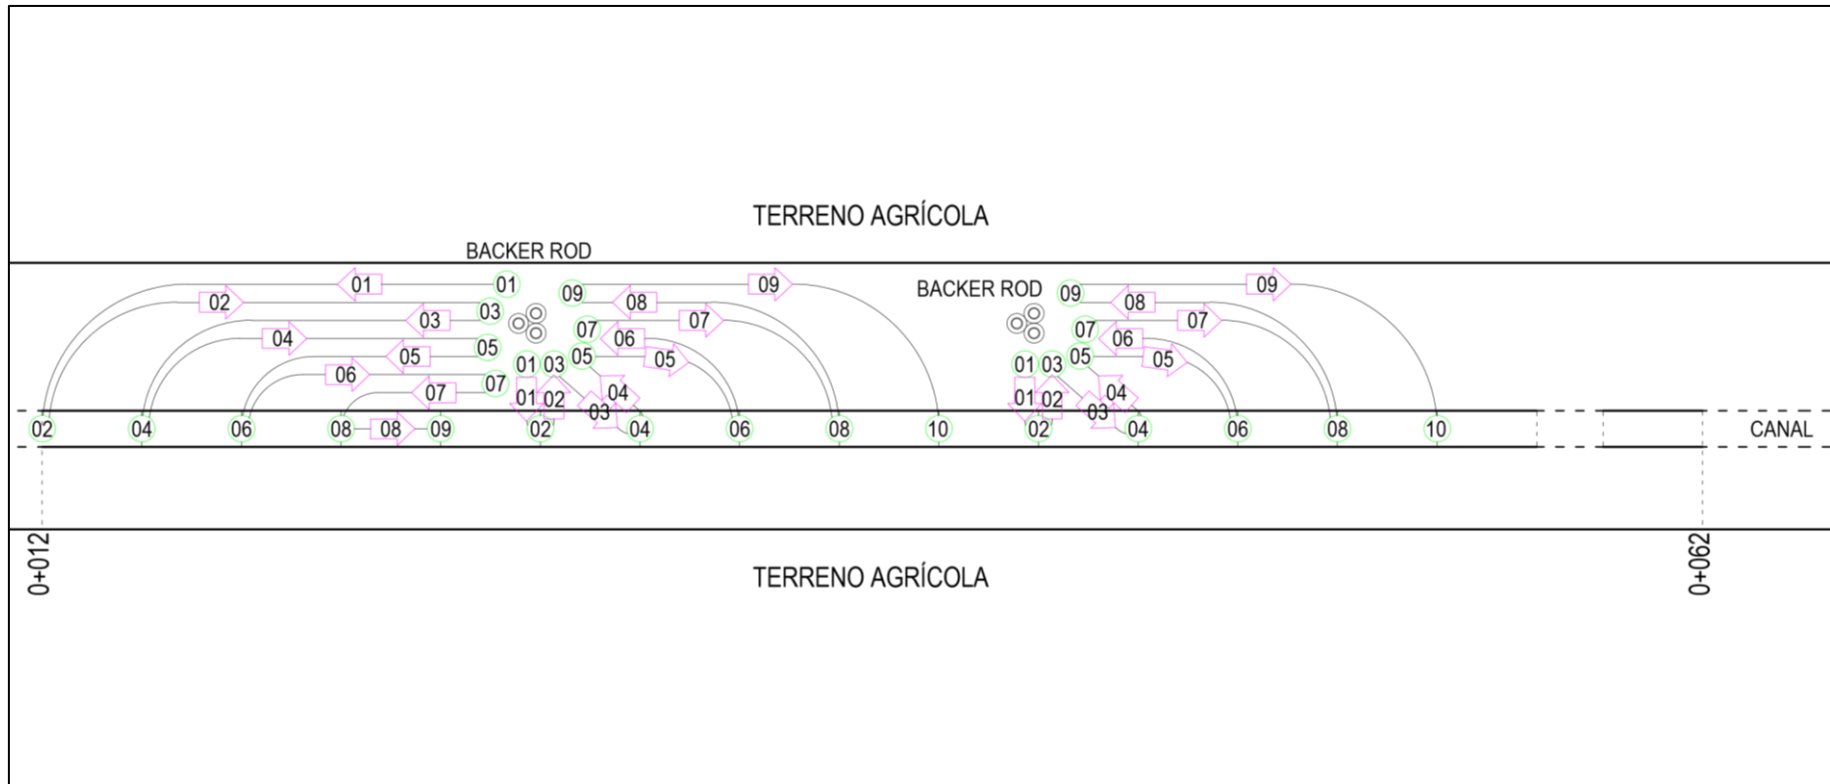 TERRENO AGRÍCOLA
BACKER ROD
BACKER ROD
01 01 09 09 09 09
02 03 08 08
03 07 07 07 07
04 05 06 06
05 05 05 05 05
06 07 01 03 01 03
07 01 02 04 01 02 04
03 03
02 04 06 08 08 09 02 04 06 08 10 02 04 06 08 10 CANAL
0+012
0+062
TERRENO AGRÍCOLA